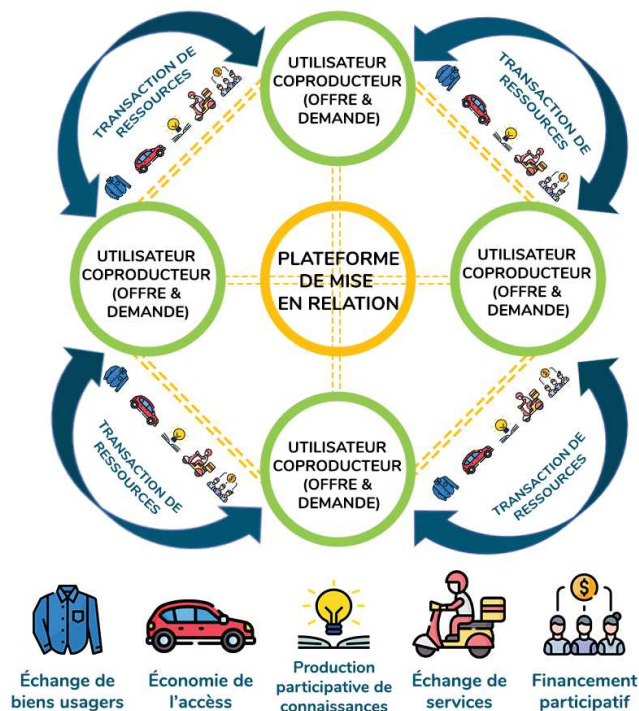 UTILISATEUR
COPRODUCTEUR
(OFFRE &
DEMANDE)
TRANSACTION DE
RESSOURCES
TRANSACTION DE
RESSOURCES
UTILISATEUR
COPRODUCTEUR
(OFFRE &
DEMANDE)
PLATEFORME
DE MISE
EN RELATION
UTILISATEUR
COPRODUCTEUR
(OFFRE &
DEMANDE)
TRANSACTION DE
RESSOURCES
UTILISATEUR
COPRODUCTEUR
(OFFRE &
DEMANDE)
TRANSACTION DE
RESSOURCES
$
Échange de
biens usagers
Économie de
l'accèss
Production
participative de
connaissances
Échange de
services
Financement
participatif